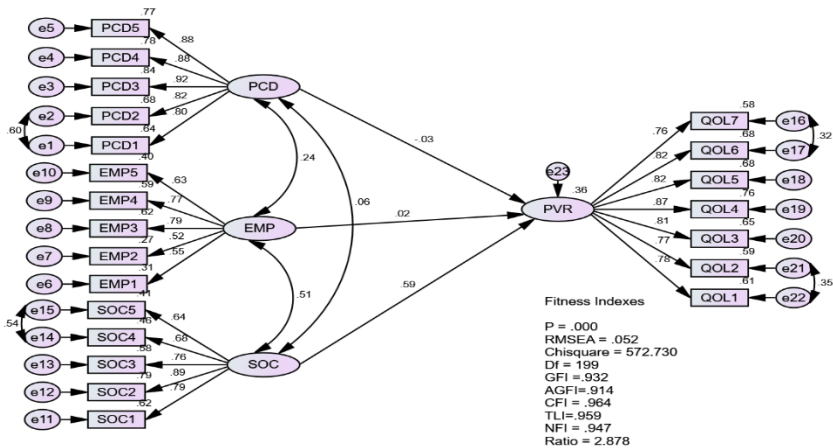 .77
e5 PCD5
.78 .88
e4 PCD4
.84 .88
e3 PCD3 .92 PCD
.68 .82
e2 PCD2
.60 .64 .80
e1 PCD1
.40
e10 EMP5 .63
.59
e9 EMP4 .77
.62
e8 EMP3 .79 EMP
.27 .52
e7 EMP2
.31 .55
e6 EMP1
.41
e15 SOC5 .64
.54 .46
e14 SOC4 .68
.58
e13 SOC3 .76 SOC
.79 .89
e12 SOC2
.62 .79
e11 SOC1
.24
.06
.51
-.03
.02
.59
e23
.36
PVR
.58
.76 QOL7 e16
.68 .32
.82 QOL6 e17
.68
.82 QOL5 e18
.76
.87 QOL4 e19
.65
.81 QOL3 e20
.59
.77 QOL2 e21
.61 .35
.78 QOL1 e22
Fitness Indexes
P = .000
RMSEA = .052
Chisquare = 572.730
Df = 199
GFI =.932
AGFI=.914
CFI = .964
TLI=.959
NFI = .947
Ratio = 2.878